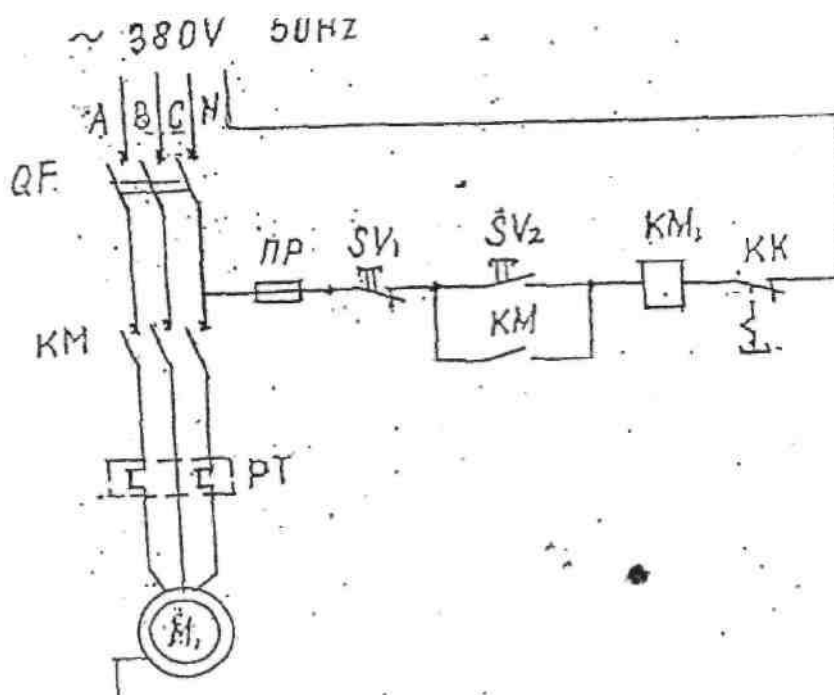 ~ 380V 50HZ
A B C N
QF
ПР SV₁ SV₂ KM₁ KK
KM
KM
PT
M₁